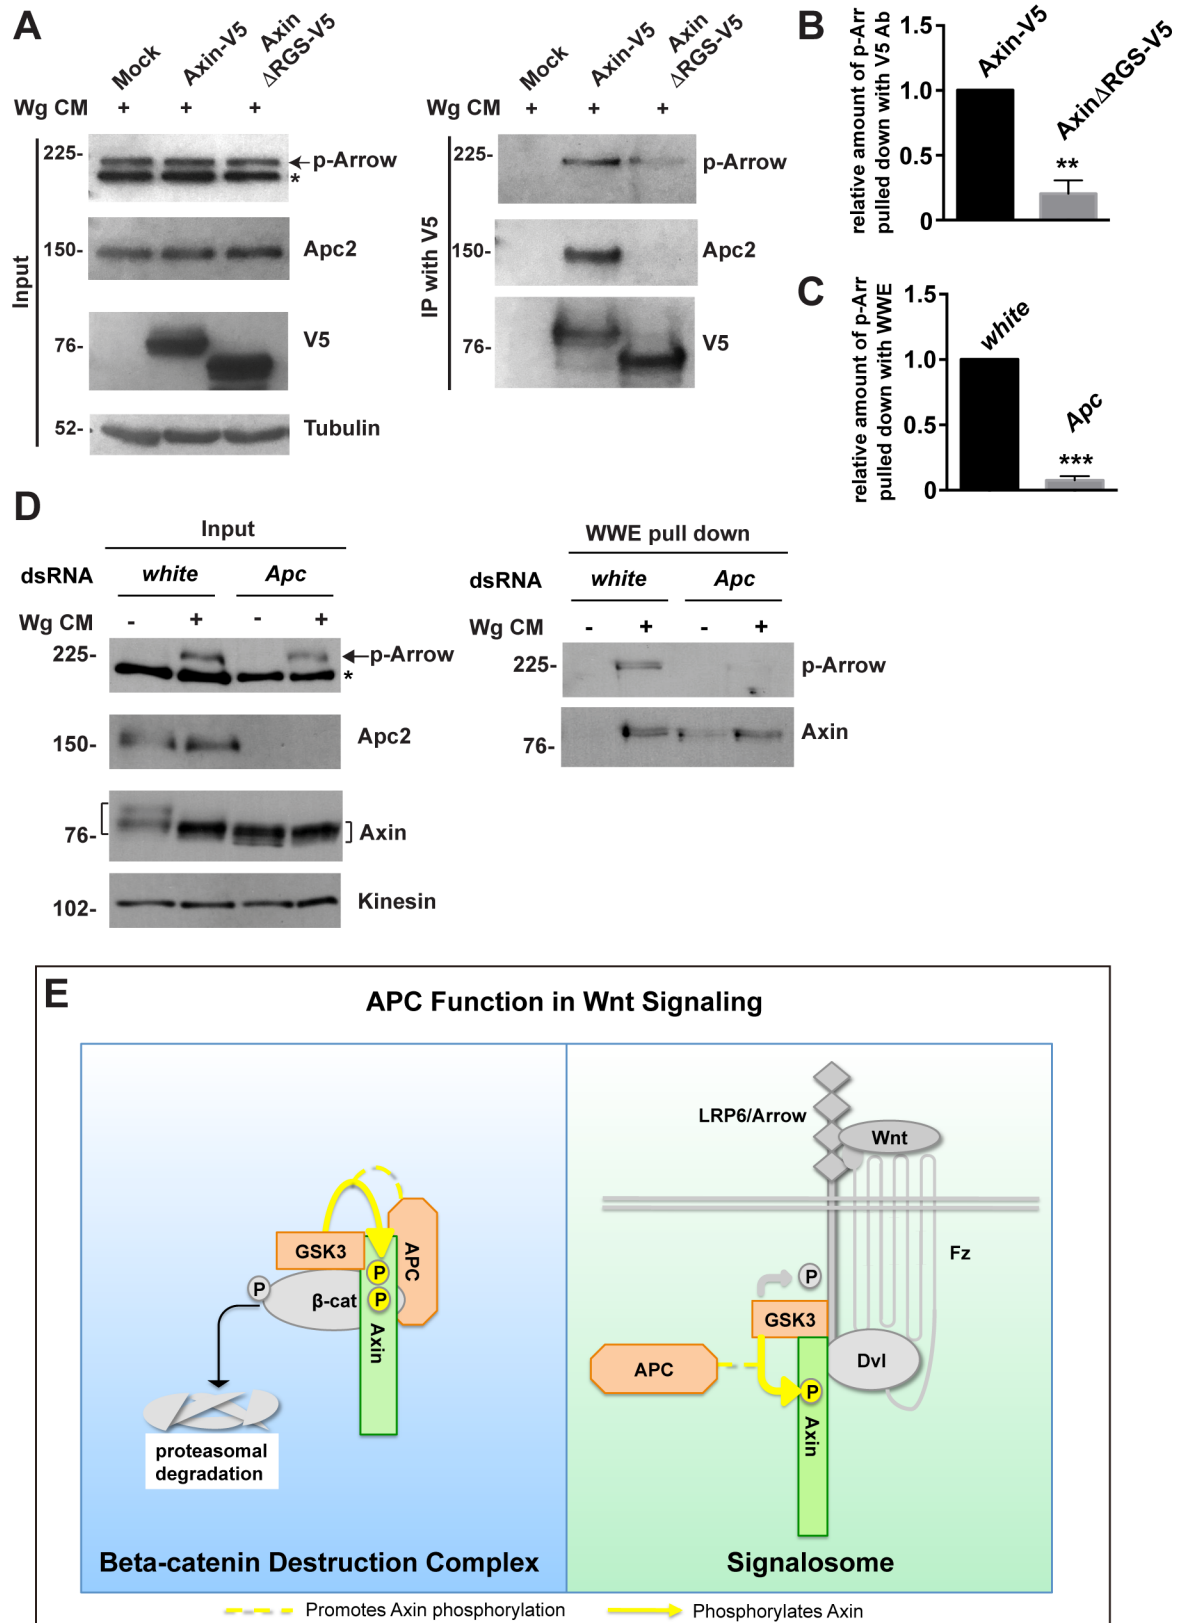 A
Mock
Axin-V5
Axin
ΔRGS-V5
Wg CM + + +
Input
225-
p-Arrow
*
150-
Apc2
76-
V5
52-
Tubulin
Mock
Axin-V5
Axin
ΔRGS-V5
Wg CM + + +
IP with V5
225-
p-Arrow
150-
Apc2
76-
V5
B
relative amount of p-Arr
pulled down with V5 Ab
1.5
1.0
0.5
0
Axin-V5
AxinΔRGS-V5
**
C
relative amount of p-Arr
pulled down with WWE
1.5
1.0
0.5
0
white
Apc
***
D
Input
dsRNA white Apc
Wg CM - + - +
225-
p-Arrow
*
150-
Apc2
76-
Axin
102-
Kinesin
WWE pull down
dsRNA white Apc
Wg CM - + - +
225-
p-Arrow
76-
Axin
E
APC Function in Wnt Signaling
GSK3
APC
P
P
P
β-cat
Axin
proteasomal
degradation
Beta-catenin Destruction Complex
LRP6/Arrow
Wnt
Fz
P
GSK3
APC
Dvl
P
Axin
Signalosome
Promotes Axin phosphorylation
Phosphorylates Axin